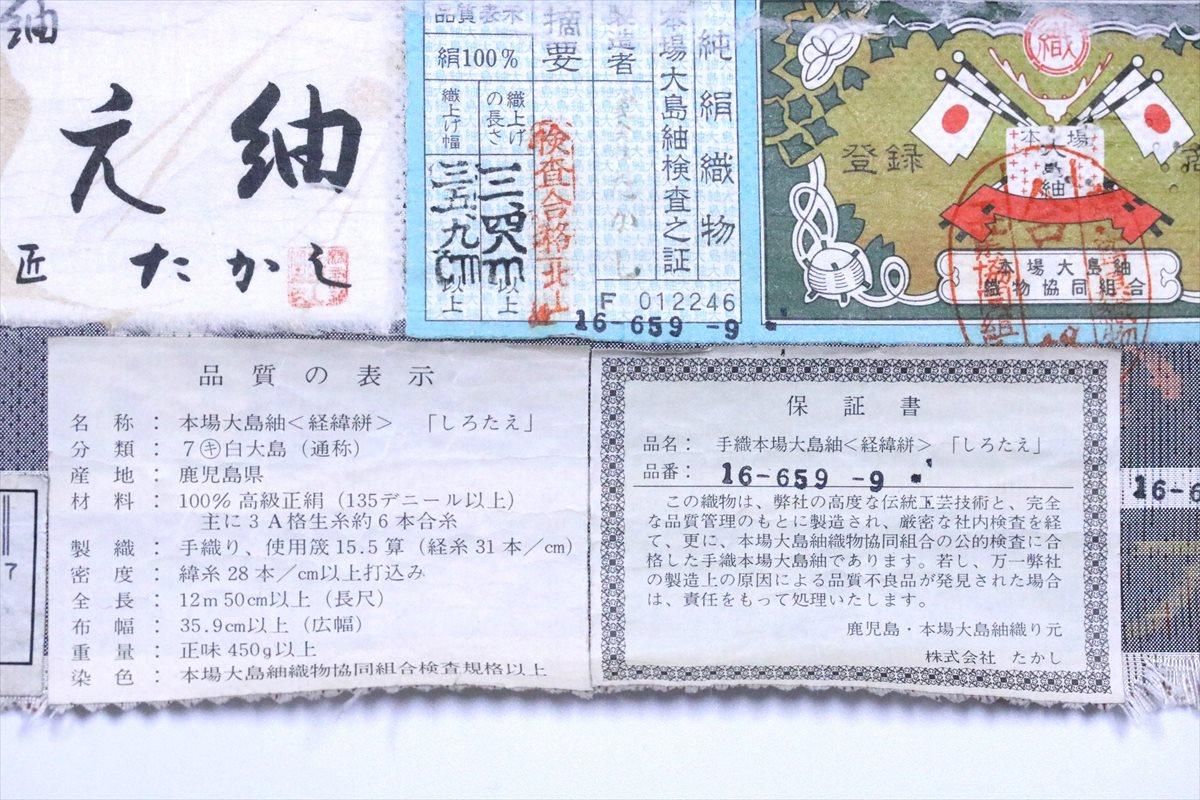 紬
元 紬
匠 たかし
品質表示
絹100%
織上げの長さ
織上げ幅
三五、九cm以上
摘要
検査合格
製造者
本場大島紬検査之証
純絹織物
F 012246
16-659 -9
織
登録
本場
大島
紬
本場大島紬
織物協同組合
品質の表示
名称：本場大島紬＜経緯絣＞ 「しろたえ」
分類：7㋖白大島（通称）
産地：鹿児島県
材料：100% 高級正絹（135デニール以上）
主に3A格生糸約6本合糸
製織：手織り、使用筬15.5算（経糸31本／cm）
密度：緯糸28本／cm以上打込み
全長：12m50cm以上（長尺）
布幅：35.9cm以上（広幅）
重量：正味450g以上
染色：本場大島紬織物協同組合検査規格以上
保証書
品名：手織本場大島紬＜経緯絣＞「しろたえ」
品番：16-659 -9
この織物は、弊社の高度な伝統工芸技術と、完全
な品質管理のもとに製造され、厳密な社内検査を経
て、更に、本場大島紬織物協同組合の公的検査に合
格した手織本場大島紬であります。若し、万一弊社
の製造上の原因による品質不良品が発見された場合
は、責任をもって処理いたします。
鹿児島・本場大島紬織り元
株式会社 たかし
16-6
7